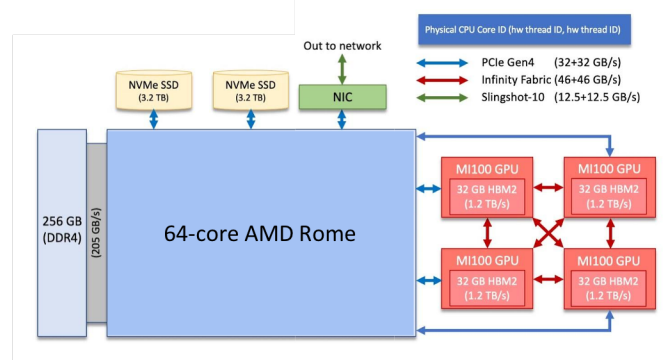 Physical CPU Core ID (hw thread ID, hw thread ID)
Out to network
PCIe Gen4 (32+32 GB/s)
Infinity Fabric (46+46 GB/s)
Slingshot-10 (12.5+12.5 GB/s)
NVMe SSD
(3.2 TB)
NVMe SSD
(3.2 TB)
NIC
256 GB
(DDR4)
(205 GB/s)
64-core AMD Rome
MI100 GPU
32 GB HBM2
(1.2 TB/s)
MI100 GPU
32 GB HBM2
(1.2 TB/s)
MI100 GPU
32 GB HBM2
(1.2 TB/s)
MI100 GPU
32 GB HBM2
(1.2 TB/s)